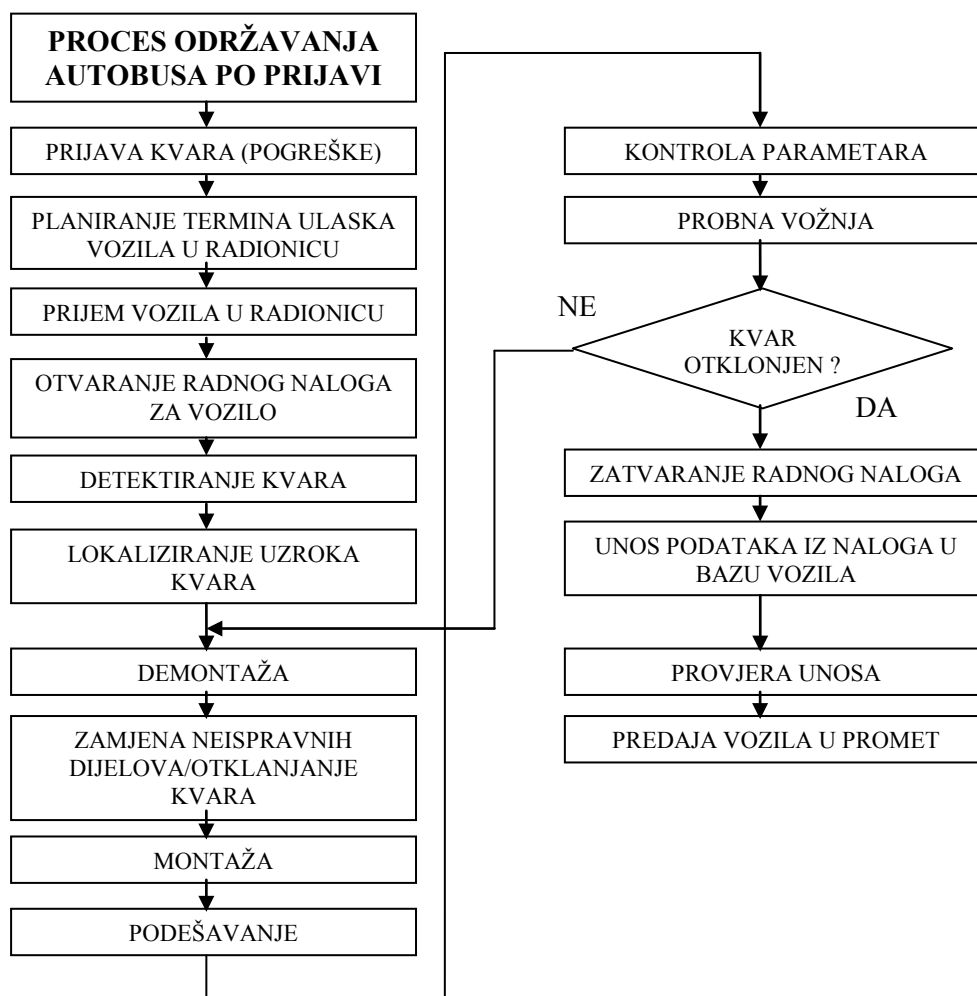 PROCES ODRŽAVANJA
AUTOBUSA PO PRIJAVI
PRIJAVA KVARA (POGREŠKE)
PLANIRANJE TERMINA ULASKA
VOZILA U RADIONICU
PRIJEM VOZILA U RADIONICU
OTVARANJE RADNOG NALOGA
ZA VOZILO
DETEKTIRANJE KVARA
LOKALIZIRANJE UZROKA
KVARA
DEMONTAŽA
ZAMJENA NEISPRAVNIH
DIJELOVA/OTKLANJANJE
KVARA
MONTAŽA
PODEŠAVANJE
KONTROLA PARAMETARA
PROBNA VOŽNJA
NE
KVAR
OTKLONJEN ?
DA
ZATVARANJE RADNOG NALOGA
UNOS PODATAKA IZ NALOGA U
BAZU VOZILA
PROVJERA UNOSA
PREDAJA VOZILA U PROMET